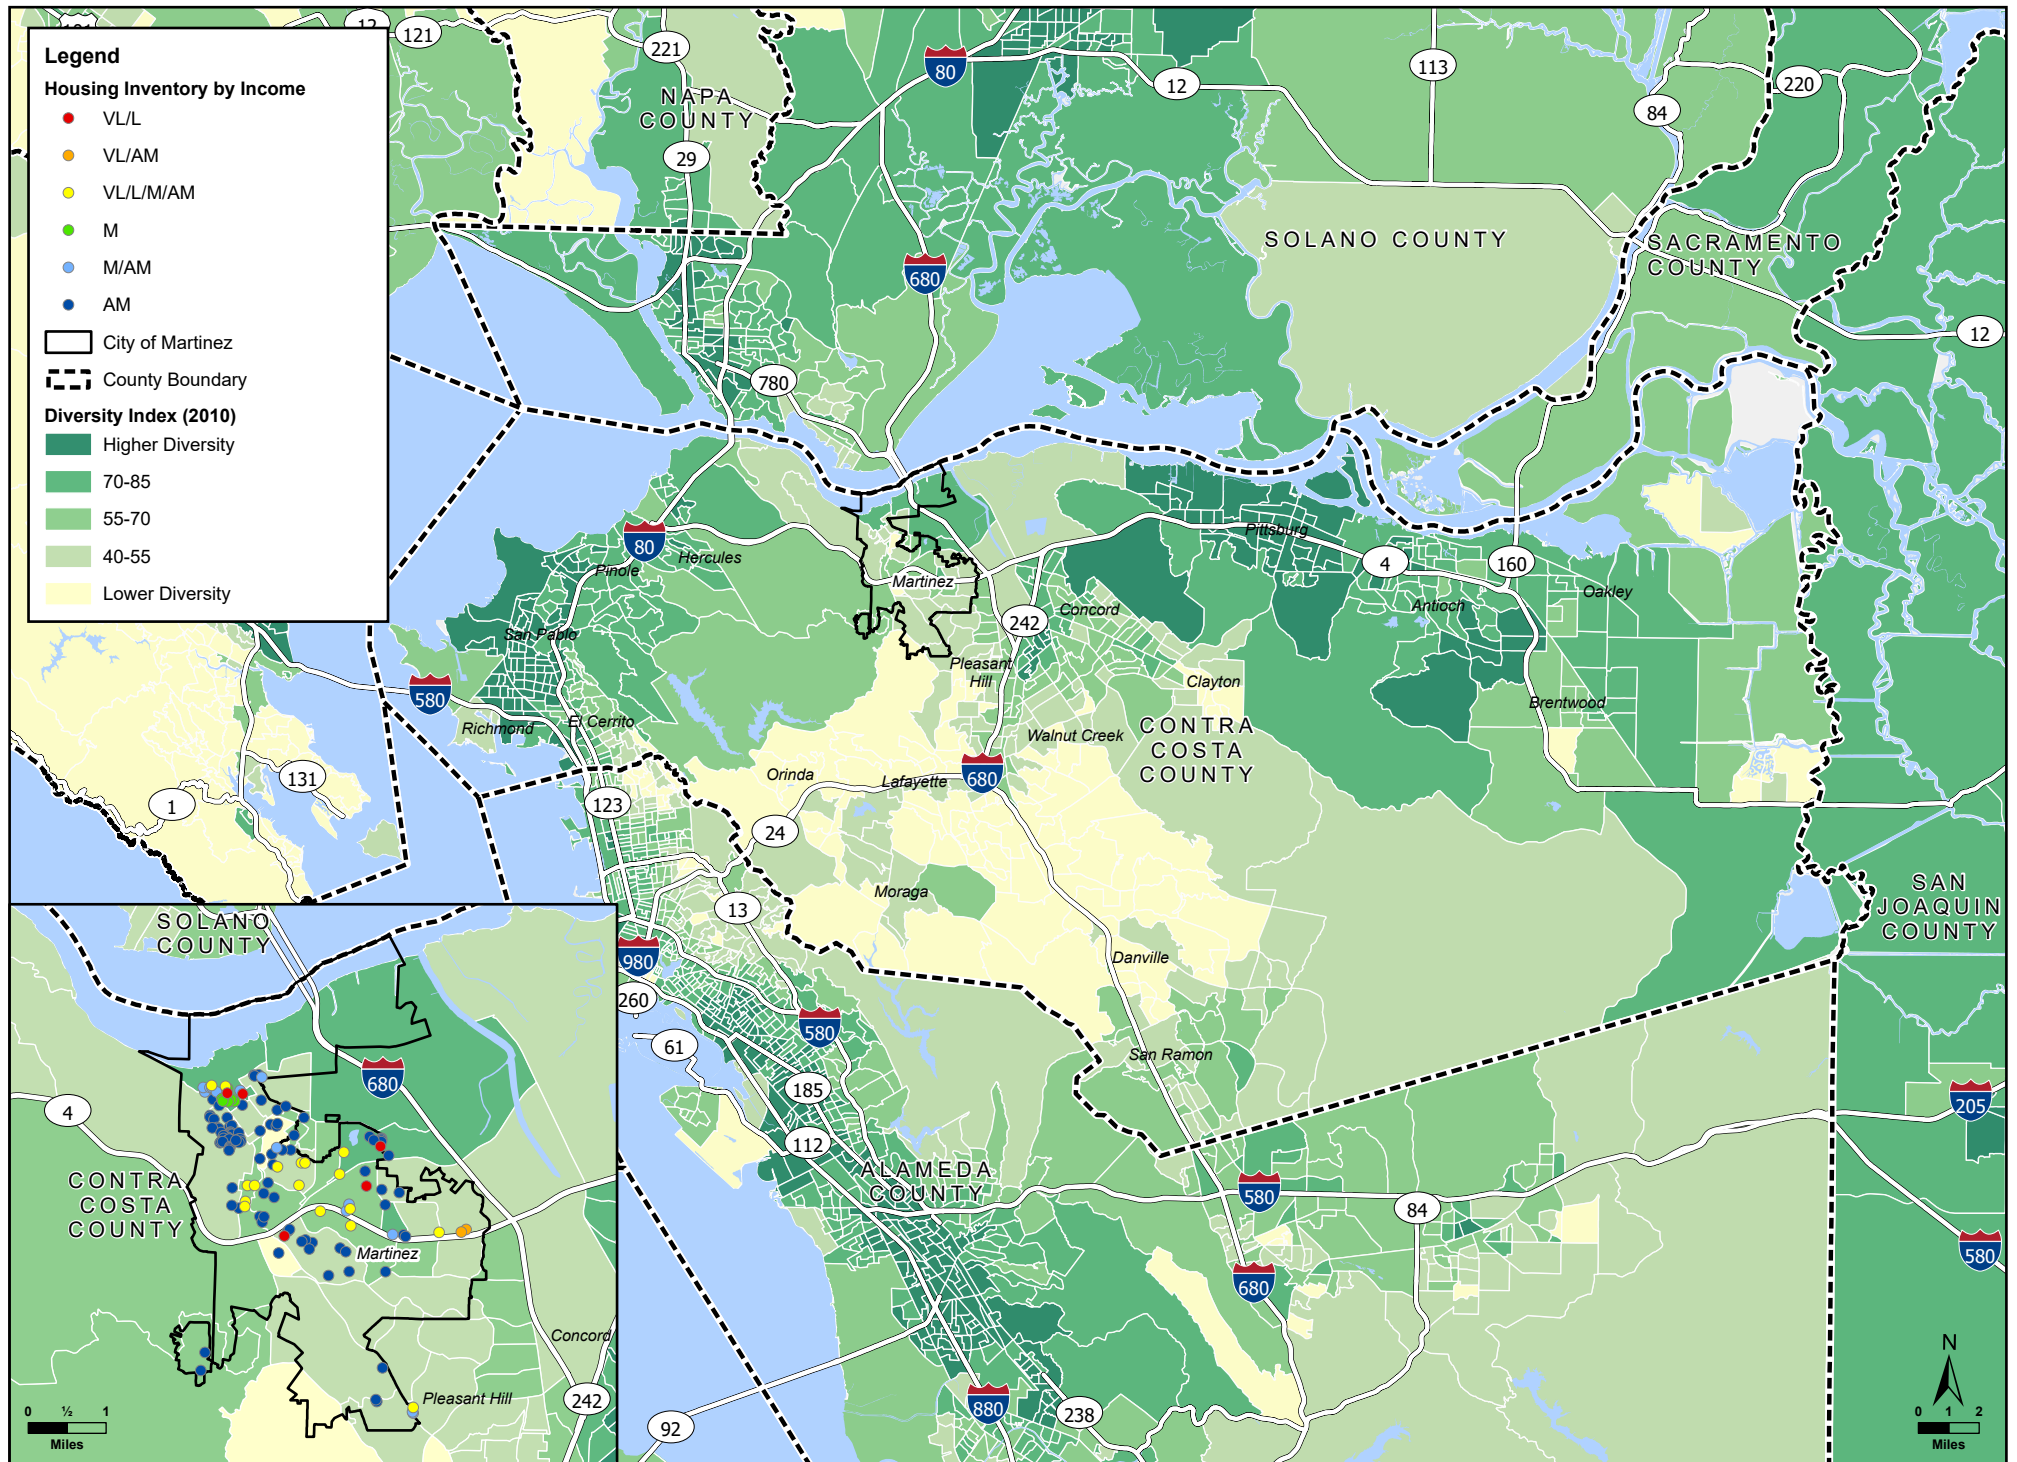 Legend
Housing Inventory by Income
VL/L
VL/AM
VL/L/M/AM
M
M/AM
AM
City of Martinez
County Boundary
Diversity Index (2010)
Higher Diversity
70-85
55-70
40-55
Lower Diversity
12
121
221
80
12
113
84
220
NAPA
COUNTY
29
680
SOLANO COUNTY
SACRAMENTO
COUNTY
12
780
80
Hercules
Pinole
Martinez
Pittsburg
4
160
Oakley
Antioch
Concord
242
San Pablo
Pleasant
Hill
Clayton
580
Richmond
El Cerrito
Brentwood
Walnut Creek
CONTRA
COSTA
COUNTY
131
1
123
Orinda
Lafayette
680
24
Moraga
13
SAN
JOAQUIN
COUNTY
980
Danville
260
580
61
San Ramon
185
205
112
ALAMEDA
COUNTY
580
84
580
680
880
238
92
N
0 1 2
Miles
SOLANO
COUNTY
680
4
CONTRA
COSTA
COUNTY
Martinez
Concord
Pleasant Hill
242
0 ½ 1
Miles